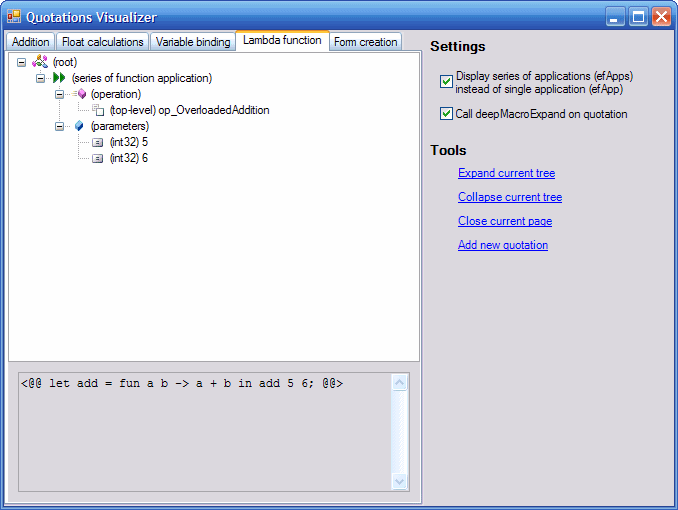 Quotations Visualizer
Addition
Float calculations
Variable binding
Lambda function
Form creation
(root)
(series of function application)
(operation)
(top-level) op_OverloadedAddition
(parameters)
(int32) 5
(int32) 6
<@@ let add = fun a b -> a + b in add 5 6; @@>
Settings
Display series of applications (efApps)
instead of single application (efApp)
Call deepMacroExpand on quotation
Tools
Expand current tree
Collapse current tree
Close current page
Add new quotation